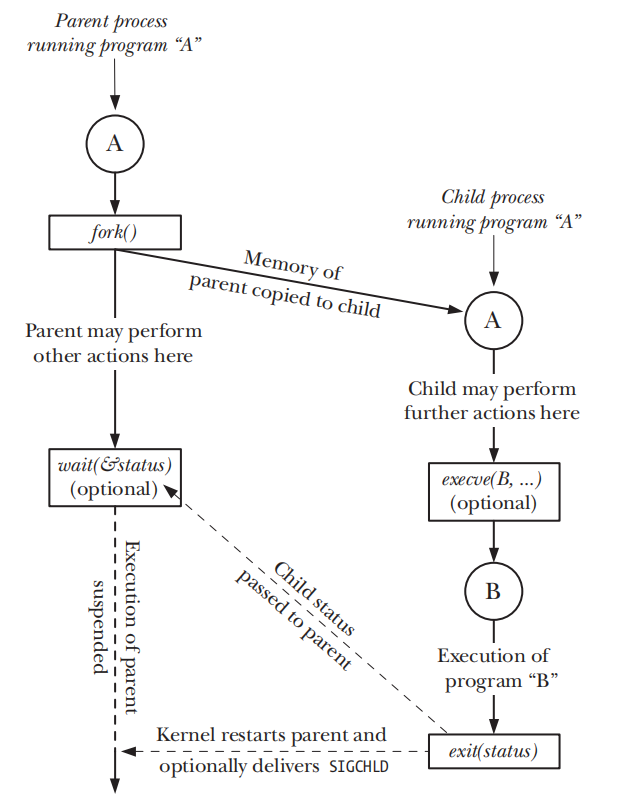 Parent process
running program “A”
A
fork()
Child process
running program “A”
Memory of
parent copied to child
A
Parent may perform
other actions here
Child may perform
further actions here
wait(&status)
(optional)
execve(B, ...)
(optional)
Execution of parent
suspended
Child status
passed to parent
B
Execution of
program “B”
Kernel restarts parent and
optionally delivers SIGCHLD
exit(status)